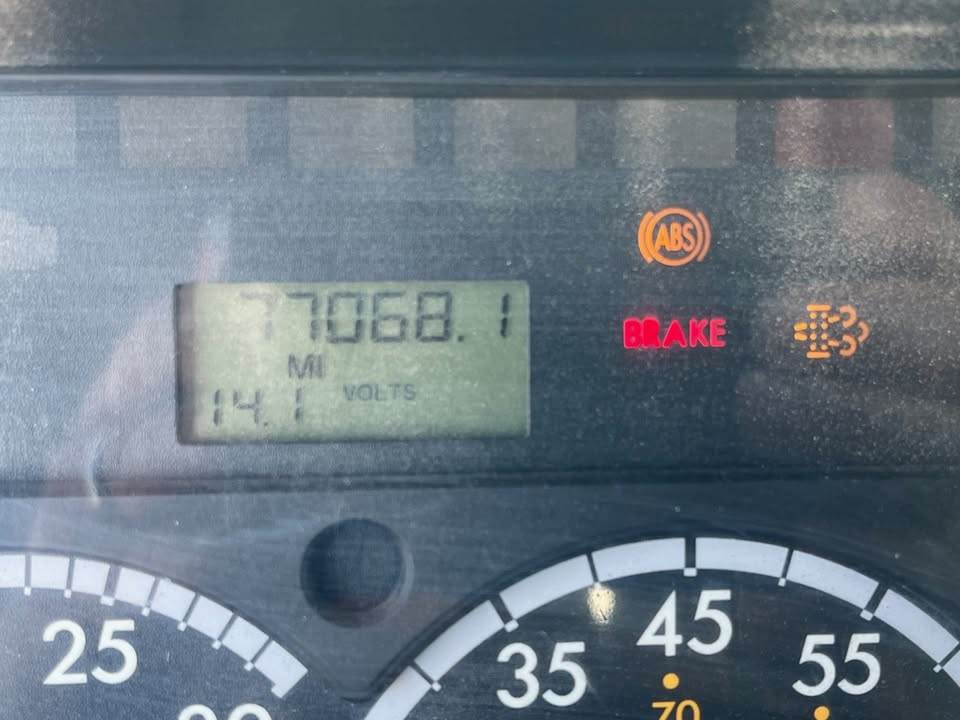 ABS
77068.1
BRAKE
MI
14.1 VOLTS
25
35
45
55
70